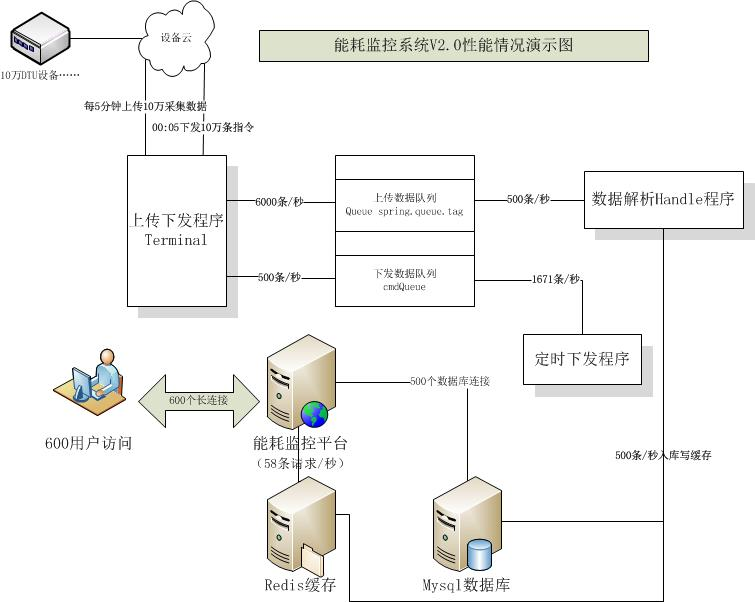 设备云
能耗监控系统V2.0性能情况演示图
10万DTU设备……
每5分钟上传10万采集数据
00:05下发10万条指令
上传下发程序
Terminal
6000条/秒
上传数据队列
Queue spring.queue.tag
500条/秒
数据解析Handle程序
500条/秒
下发数据队列
cmdQueue
1671条/秒
定时下发程序
600个长连接
500个数据库连接
600用户访问
能耗监控平台
(58条请求/秒)
500条/秒入库写缓存
Redis缓存
Mysql数据库